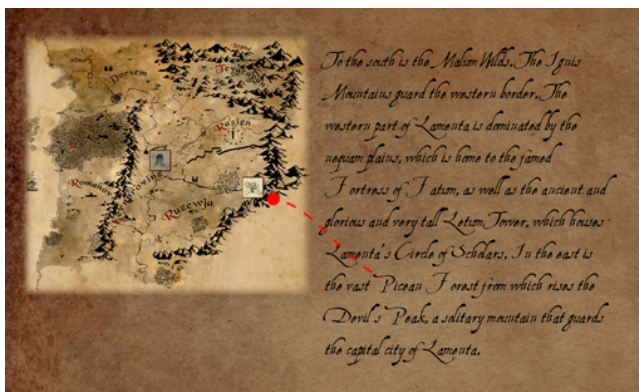 Dorsem
Ruzien
Romanov
Rovine
Ruzewja
To the south is the Malum Wilds. The Ignis
Mountains guard the western border. The
western part of Lamenta is dominated by the
nequam plains, which is home to the famed
Fortress of Fatum, as well as the ancient and
glorious and very tall Letum Tower, which houses
Lamenta's Circle of Scholars. In the east is
the vast Picean Forest from which rises the
Devil's Peak, a solitary mountain that guards
the capital city of Lamenta.